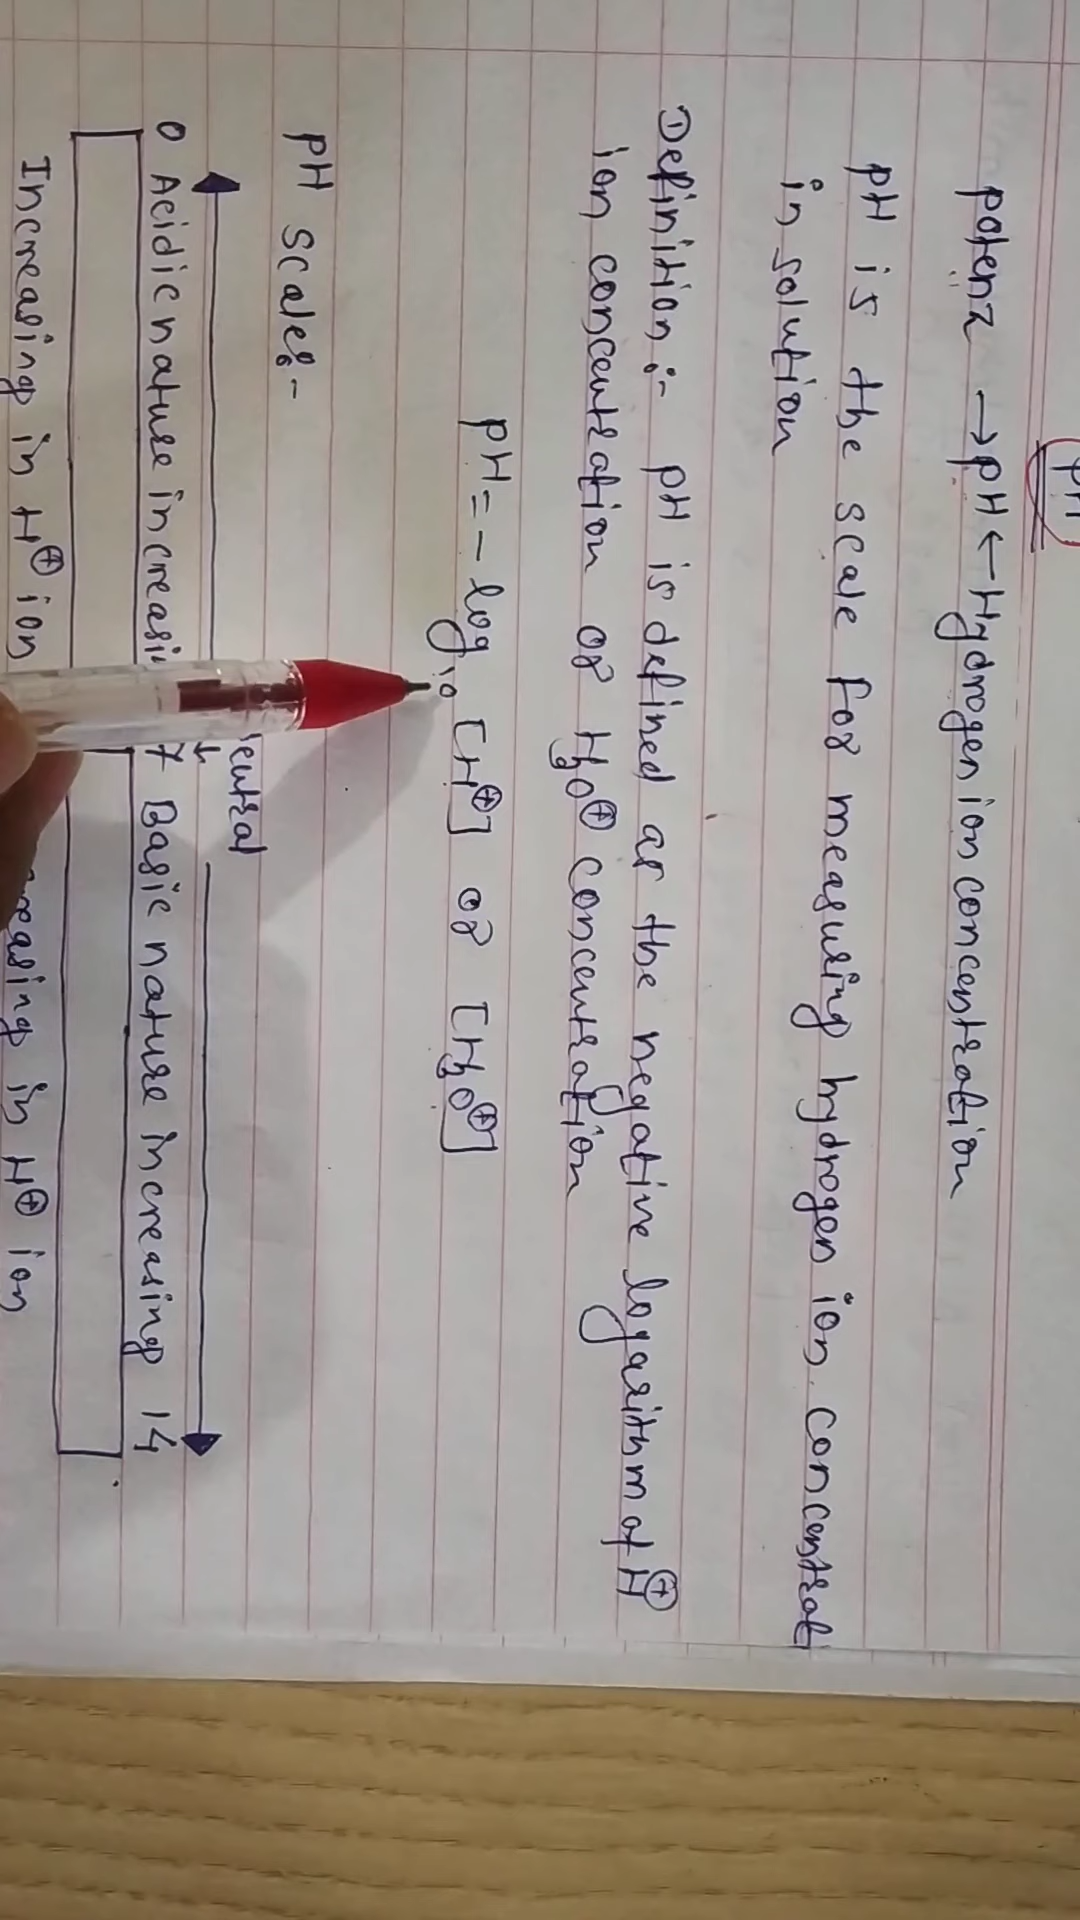 pH
potenz → pH ← Hydrogen ion concentration
pH is the scale for measuring hydrogen ion concentrat
in solution
Definition:- pH is defined as the negative logarithm of H⊕
ion concentration or H₃O⊕ concentration
pH = - log₁₀ [H⊕] or [H₃O⊕]
pH scale:-
eutral
0 Acidic nature increasi 7 Basic nature increasing 14
Increasing in H⊕ ion reasing in H⊕ ion